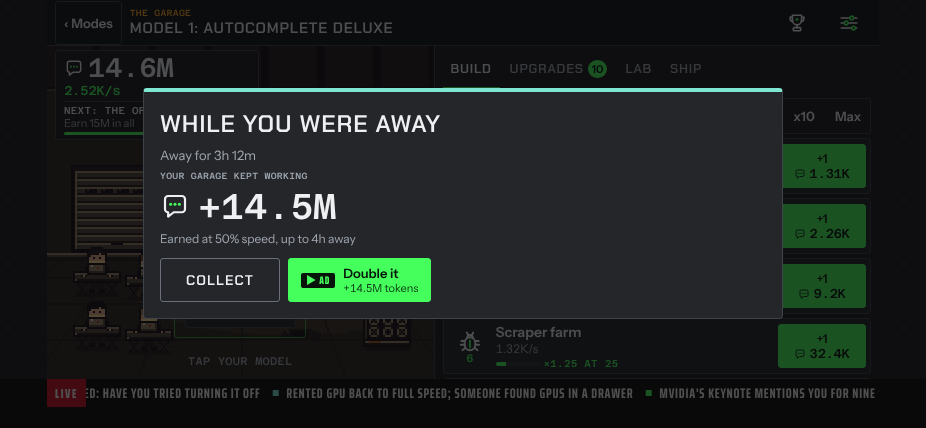 ‹ Modes
THE GARAGE
MODEL 1: AUTOCOMPLETE DELUXE
14.6M
2.52K/s
NEXT: THE OF
Earn 15M in all
BUILD
UPGRADES 10
LAB
SHIP
x10
Max
WHILE YOU WERE AWAY
Away for 3h 12m
YOUR GARAGE KEPT WORKING
+14.5M
Earned at 50% speed, up to 4h away
COLLECT
AD
Double it
+14.5M tokens
+1
1.31K
+1
2.26K
+1
9.2K
Scraper farm
1.32K/s
6
×1.25 AT 25
+1
32.4K
TAP YOUR MODEL
LIVE
ED: HAVE YOU TRIED TURNING IT OFF
RENTED GPU BACK TO FULL SPEED; SOMEONE FOUND GPUS IN A DRAWER
MVIDIA'S KEYNOTE MENTIONS YOU FOR NINE